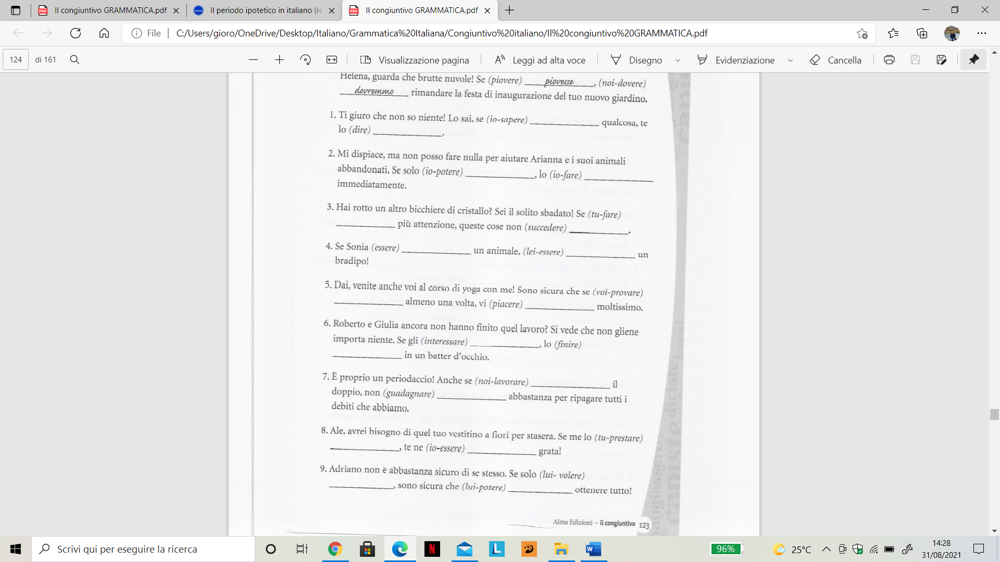 Il congiuntivo GRAMMATICA.pdf
Il periodo ipotetico in italiano (re
Il congiuntivo GRAMMATICA.pdf
File
C:/Users/gioro/OneDrive/Desktop/Italiano/Grammatica%20Italiana/Congiuntivo%20italiano/Il%20congiuntivo%20GRAMMATICA.pdf
124 di 161
Visualizzazione pagina
Leggi ad alta voce
Disegno
Evidenziazione
Cancella
Helena, guarda che brutte nuvole! Se (piovere) piovesse, (noi-dovere)
dovremmo rimandare la festa di inaugurazione del tuo nuovo giardino.
1. Ti giuro che non so niente! Lo sai, se (io-sapere) ____________ qualcosa, te
lo (dire) ____________.
2. Mi dispiace, ma non posso fare nulla per aiutare Arianna e i suoi animali
abbandonati. Se solo (io-potere) ____________, lo (io-fare) ____________
immediatamente.
3. Hai rotto un altro bicchiere di cristallo? Sei il solito sbadato! Se (tu-fare)
____________ più attenzione, queste cose non (succedere) ____________.
4. Se Sonia (essere) ____________ un animale, (lei-essere) ____________ un
bradipo!
5. Dai, venite anche voi al corso di yoga con me! Sono sicura che se (voi-provare)
____________ almeno una volta, vi (piacere) ____________ moltissimo.
6. Roberto e Giulia ancora non hanno finito quel lavoro? Si vede che non gliene
importa niente. Se gli (interessare) ____________, lo (finire)
____________ in un batter d'occhio.
7. È proprio un periodaccio! Anche se (noi-lavorare) ____________ il
doppio, non (guadagnare) ____________ abbastanza per ripagare tutti i
debiti che abbiamo.
8. Ale, avrei bisogno di quel tuo vestitino a fiori per stasera. Se me lo (tu-prestare)
____________, te ne (io-essere) ____________ grata!
9. Adriano non è abbastanza sicuro di se stesso. Se solo (lui- volere)
____________, sono sicura che (lui-potere) ____________ ottenere tutto!
Alma Edizioni ~ il congiuntivo 123
Scrivi qui per eseguire la ricerca
96%
25°C
14:28
31/08/2021